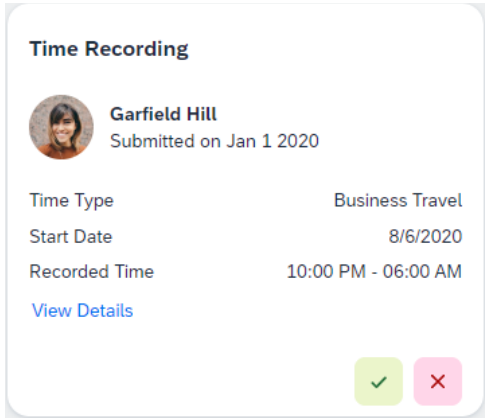 Time Recording
Garfield Hill
Submitted on Jan 1 2020
Time Type Business Travel
Start Date 8/6/2020
Recorded Time 10:00 PM - 06:00 AM
View Details